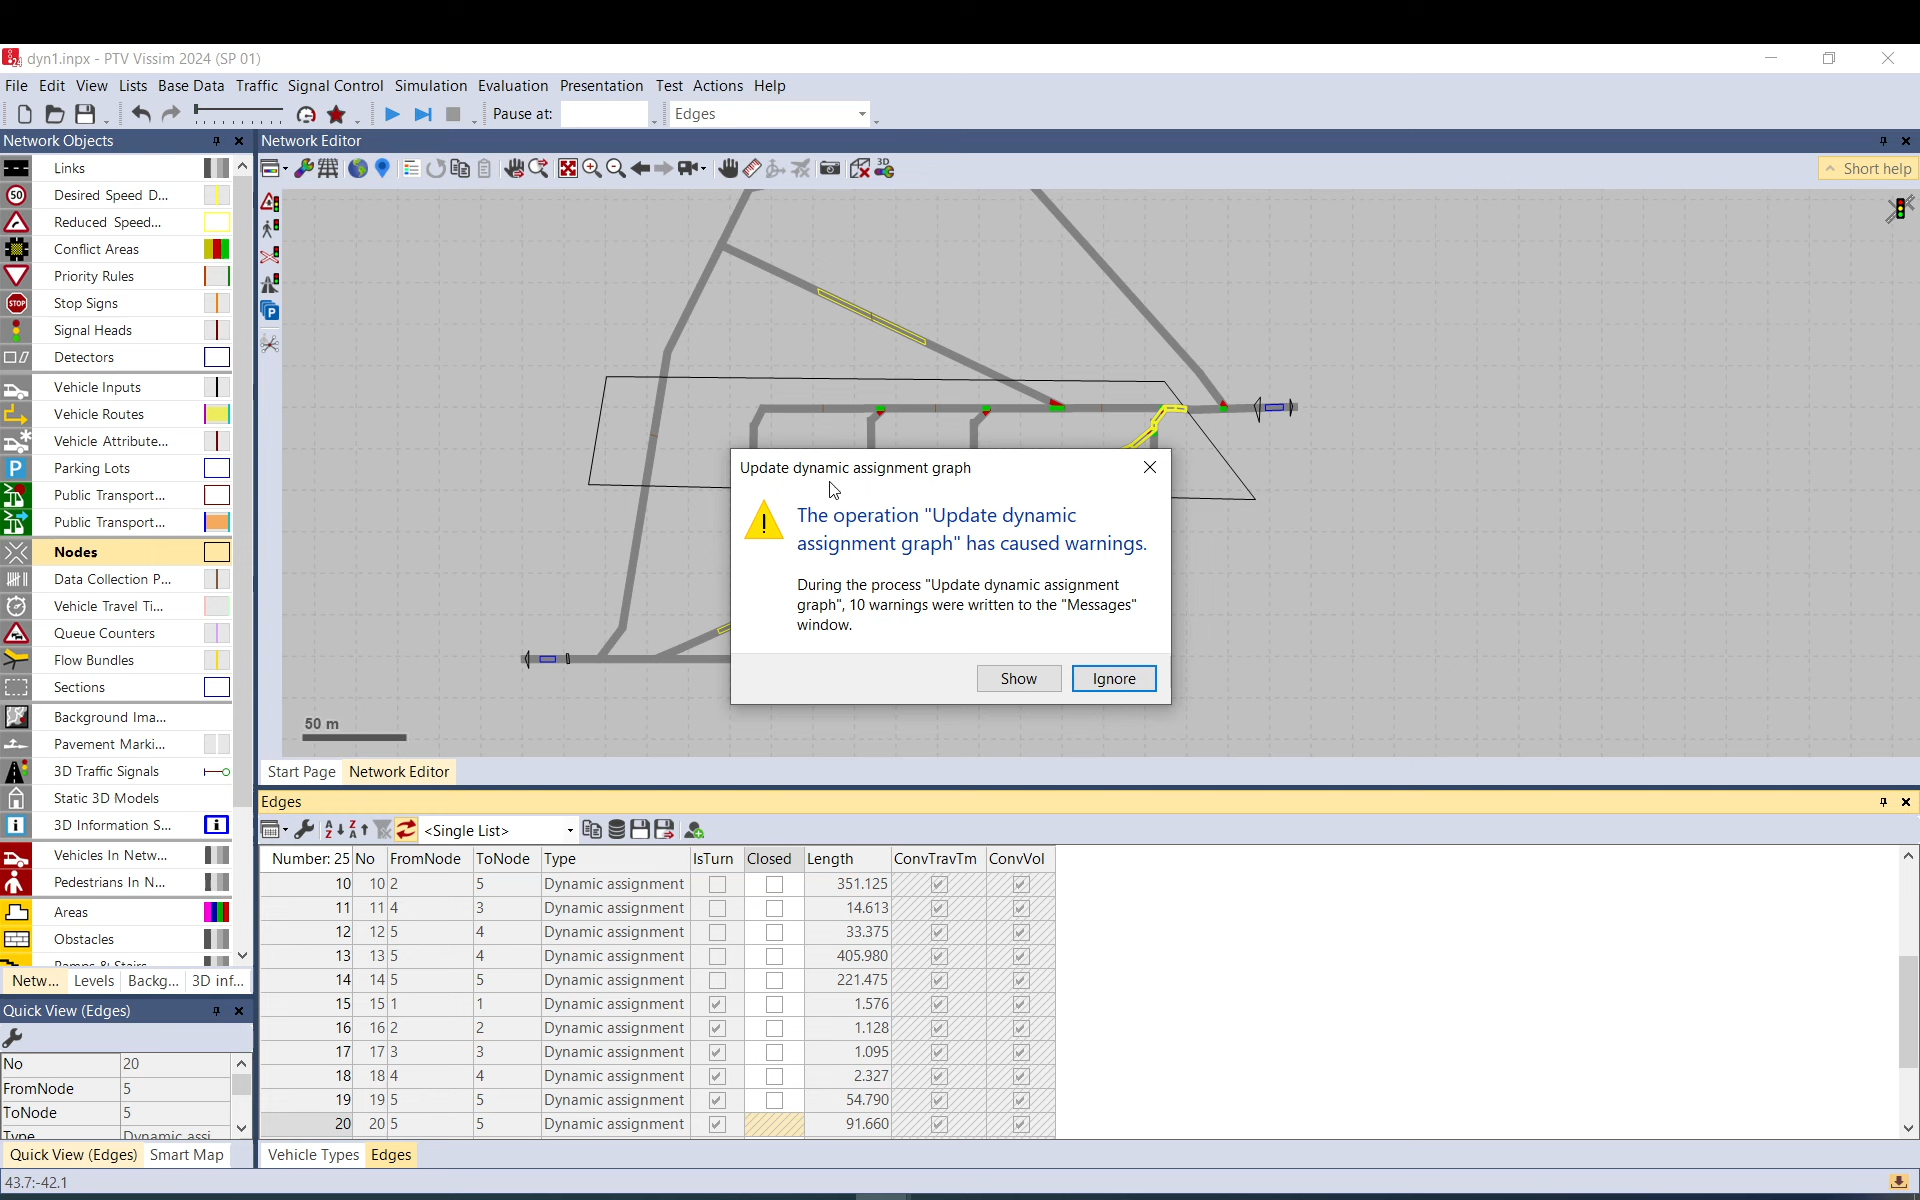 dyn1.inpx - PTV Vissim 2024 (SP 01)
File Edit View Lists Base Data Traffic Signal Control Simulation Evaluation Presentation Test Actions Help
Pause at: Edges
Network Objects
Links
50 Desired Speed D...
Reduced Speed...
Conflict Areas
Priority Rules
STOP Stop Signs
Signal Heads
Detectors
Vehicle Inputs
Vehicle Routes
Vehicle Attribute...
P Parking Lots
Public Transport...
Public Transport...
Nodes
Data Collection P...
Vehicle Travel Ti...
Queue Counters
Flow Bundles
Sections
Background Ima...
Pavement Marki...
3D Traffic Signals
Static 3D Models
3D Information S...
Vehicles In Netw...
Pedestrians In N...
Areas
Obstacles
Ramps & Stairs
Netw... Levels Backg... 3D inf...
Quick View (Edges)
No 20
FromNode 5
ToNode 5
Type Dynamic assi...
Quick View (Edges) Smart Map
43.7:-42.1
Network Editor
3D
Short help
P
50 m
Update dynamic assignment graph
The operation "Update dynamic
assignment graph" has caused warnings.
During the process "Update dynamic assignment
graph", 10 warnings were written to the "Messages"
window.
Show Ignore
Start Page Network Editor
Edges
<Single List>
Number: 25 No FromNode ToNode Type IsTurn Closed Length ConvTravTm ConvVol
10 10 2 5 Dynamic assignment 351.125
11 11 4 3 Dynamic assignment 14.613
12 12 5 4 Dynamic assignment 33.375
13 13 5 4 Dynamic assignment 405.980
14 14 5 5 Dynamic assignment 221.475
15 15 1 1 Dynamic assignment 1.576
16 16 2 2 Dynamic assignment 1.128
17 17 3 3 Dynamic assignment 1.095
18 18 4 4 Dynamic assignment 2.327
19 19 5 5 Dynamic assignment 54.790
20 20 5 5 Dynamic assignment 91.660
Vehicle Types Edges